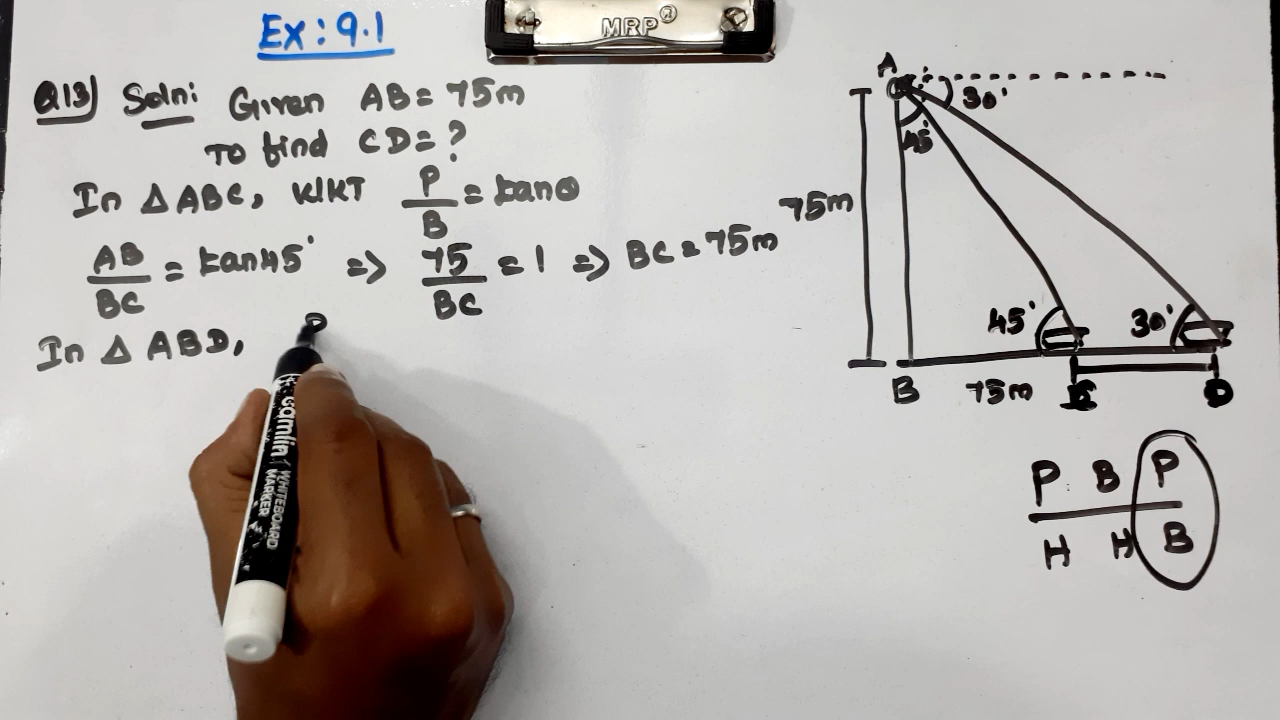 Ex: 9.1
MRP®
Q13) Soln: Given AB = 75m
To find CD = ?
In △ ABC, WKT P/B = tanθ
AB/BC = tan45° => 75/BC = 1 => BC = 75m
In △ ABD,
A
30°
45°
75m
45°
30°
B
75m
C
D
P B P
H H B
camlin WHITEBOARD MARKER